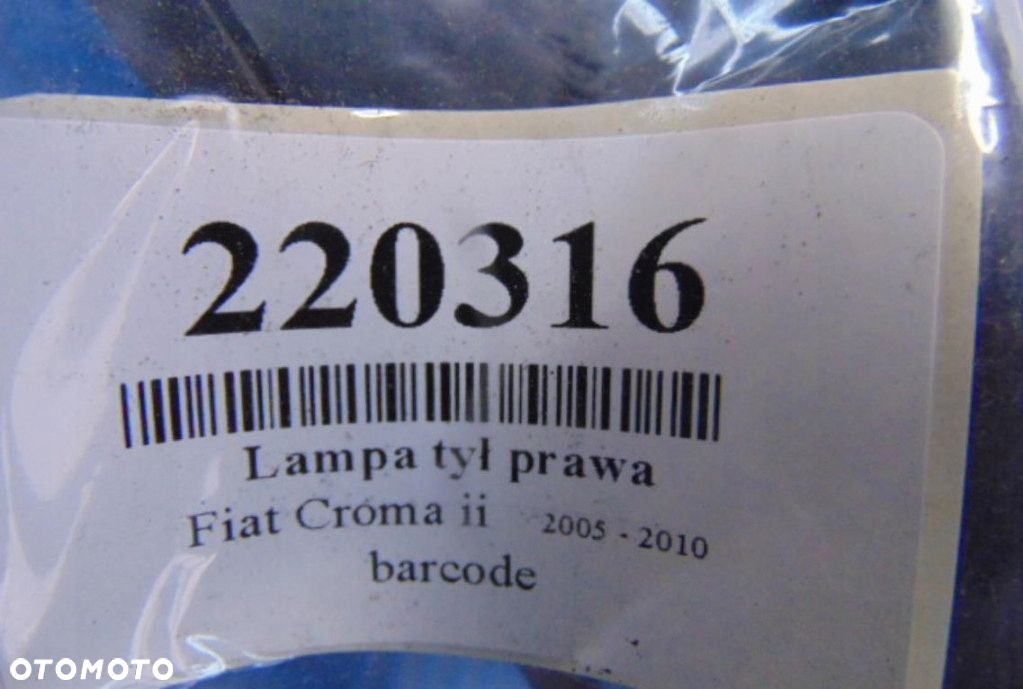 220316
Lampa tył prawa
Fiat Croma ii 2005 - 2010
barcode
OTOMOTO